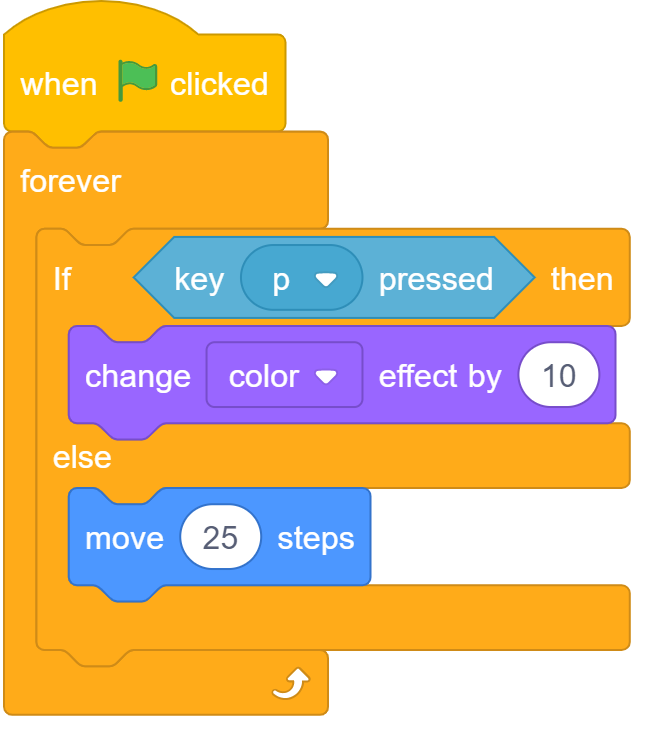 when clicked
forever
If key p pressed then
change color effect by 10
else
move 25 steps